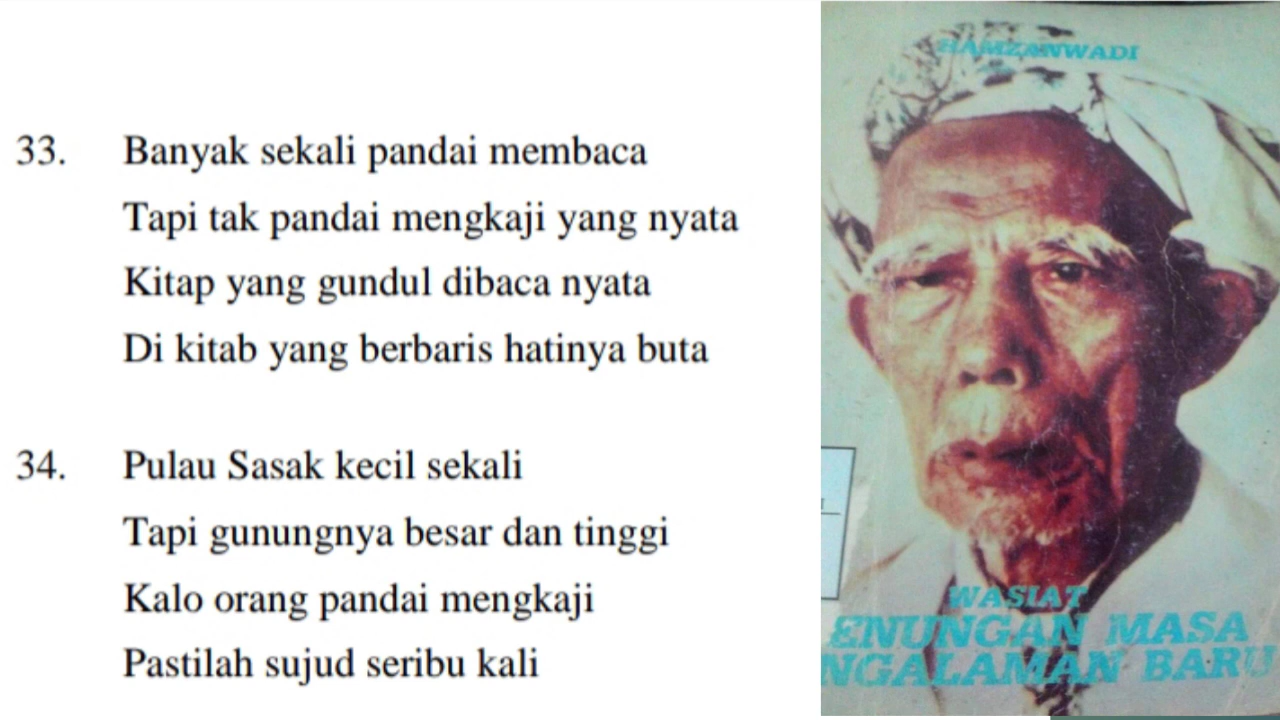 33. Banyak sekali pandai membaca
Tapi tak pandai mengkaji yang nyata
Kitap yang gundul dibaca nyata
Di kitab yang berbaris hatinya buta
34. Pulau Sasak kecil sekali
Tapi gunungnya besar dan tinggi
Kalo orang pandai mengkaji
Pastilah sujud seribu kali
HAMZANWADI
WASIAT
ENUNGAN MASA
NGALAMAN BARU